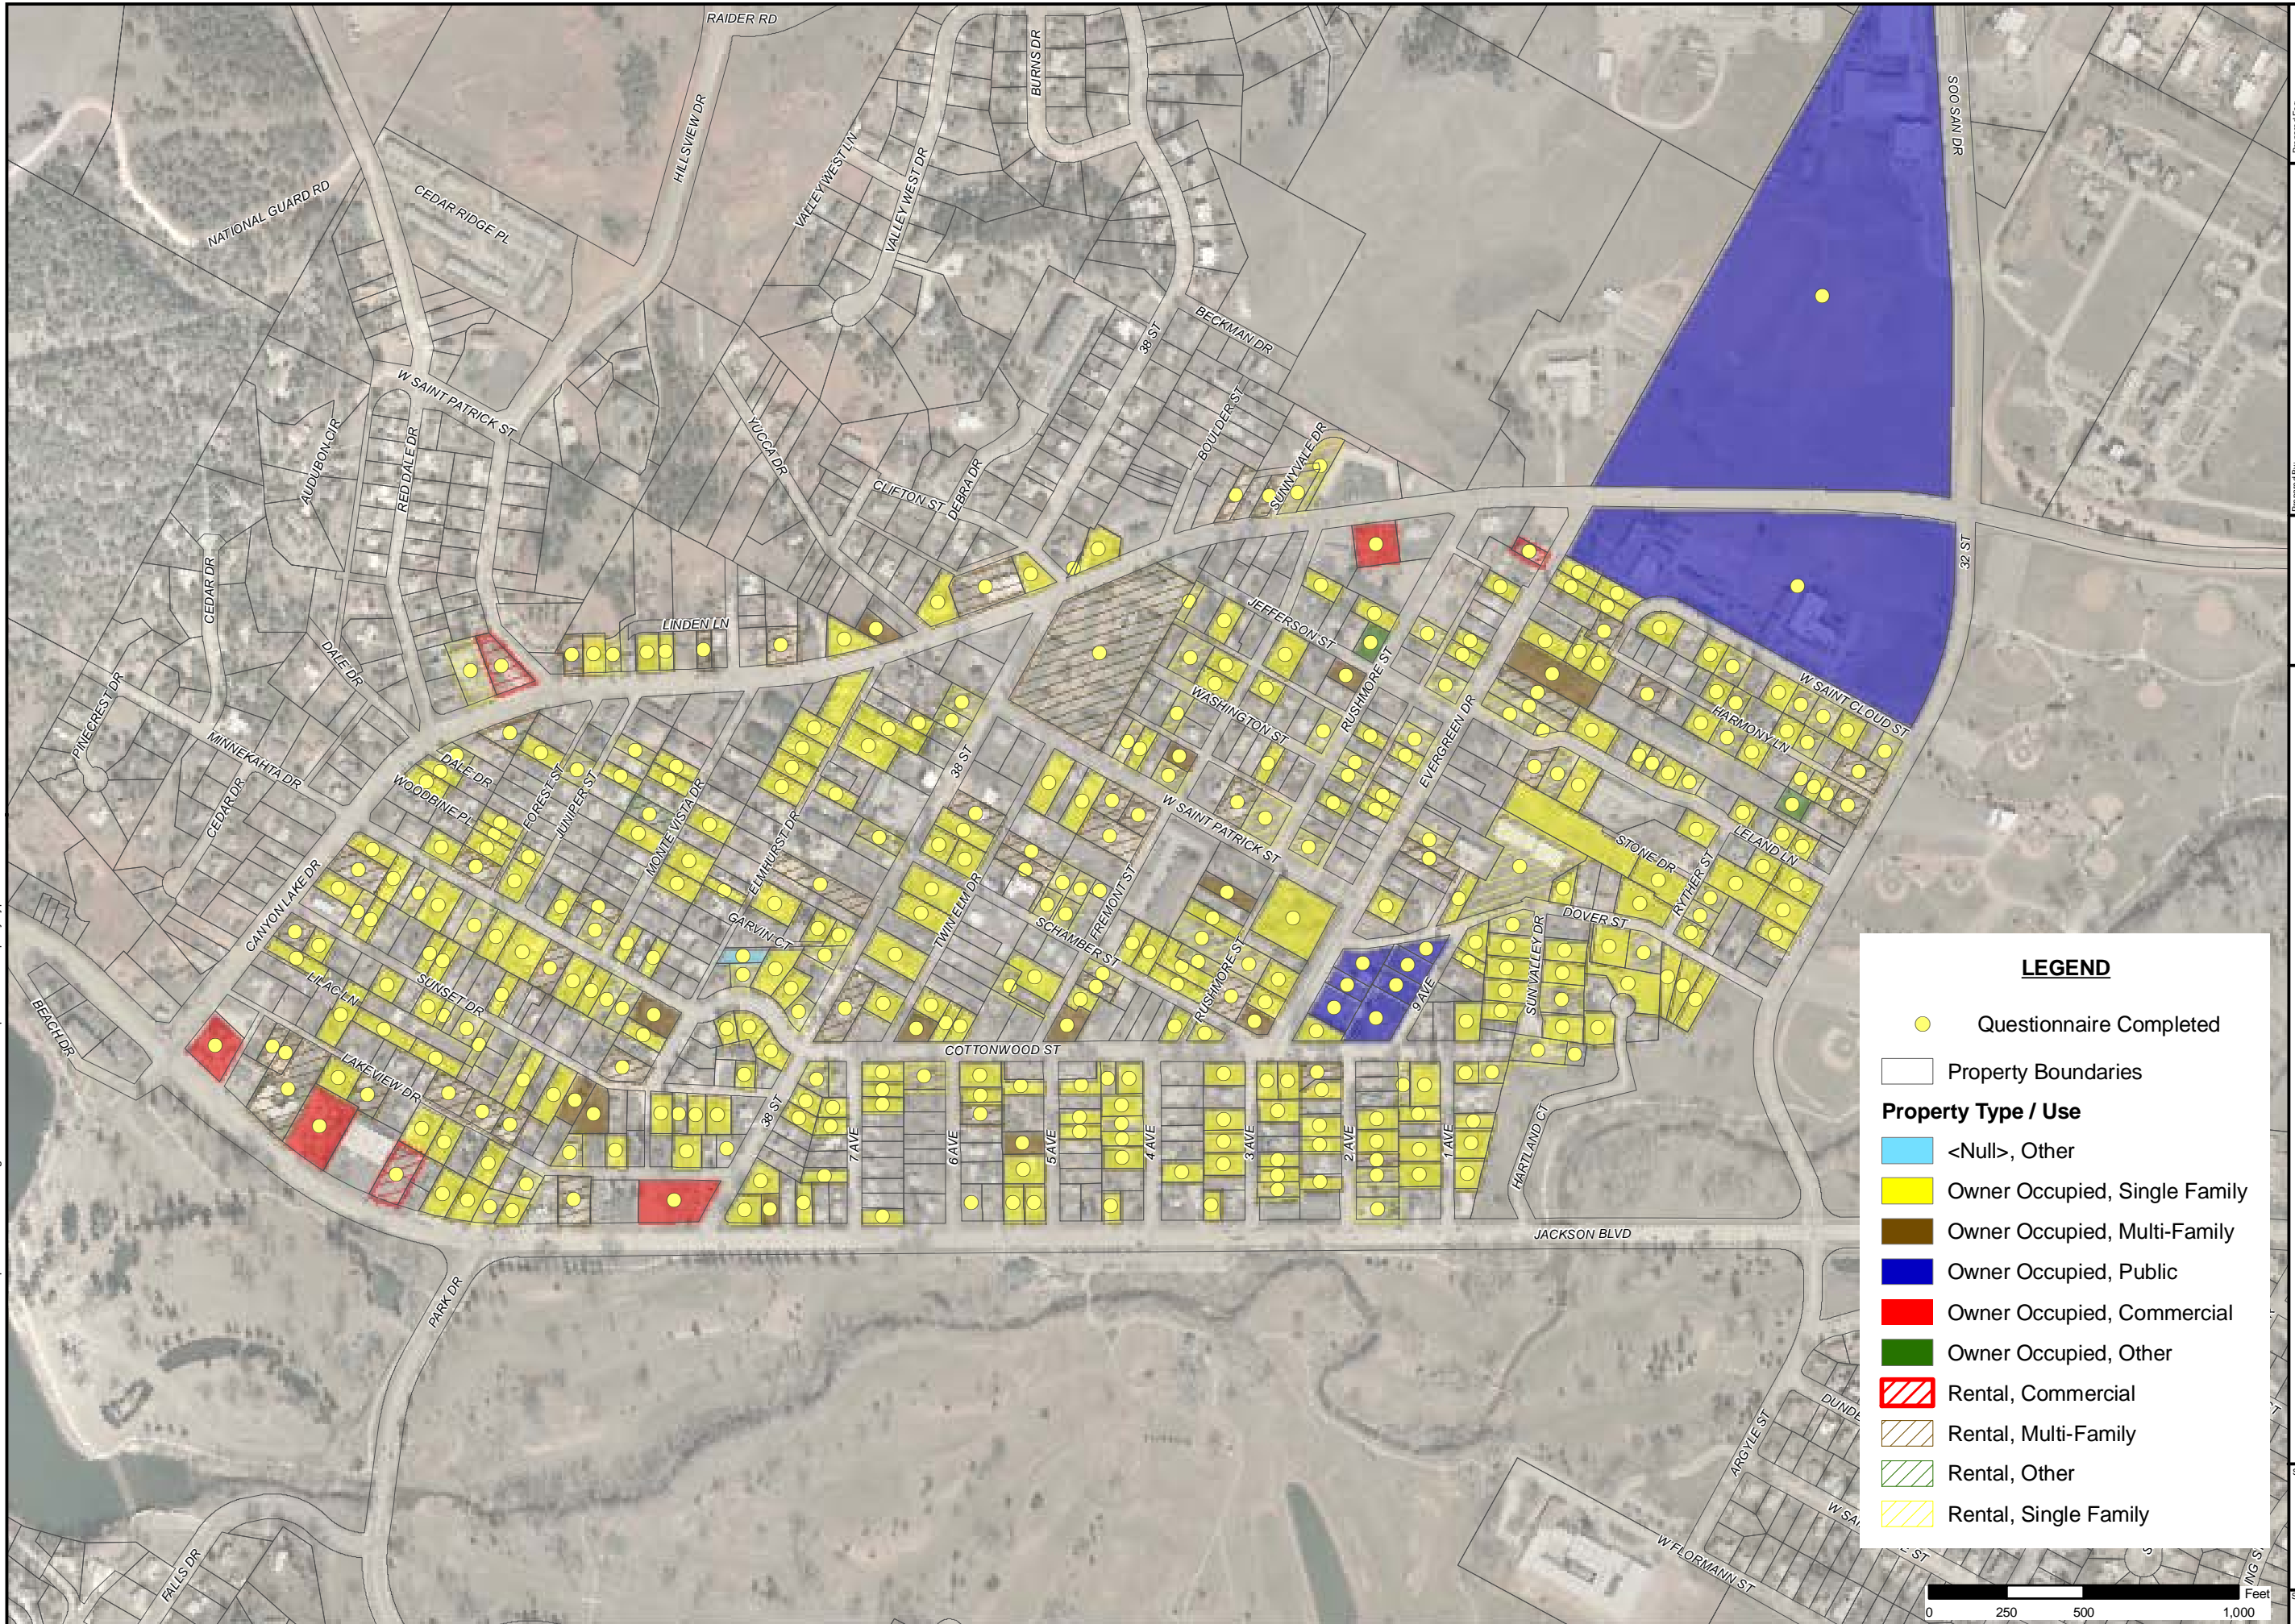 RAIDER RD
BURNS DR
SOO SAN DR
HILLSVIEW DR
VALLEY WEST LN
VALLEY WEST DR
NATIONAL GUARD RD
CEDAR RIDGE PL
38 ST
BECKMAN DR
W SAINT PATRICK ST
BOULDER ST
SUNNYVALE DR
AUDUBON CIR
RED DALE DR
YUCCA DR
CLIFTON ST
DEBRA DR
32 ST
CEDAR DR
LINDEN LN
JEFFERSON ST
DALE DR
PINECREST DR
MINNEKAHTA DR
WASHINGTON ST
RUSHMORE ST
EVERGREEN DR
W SAINT CLOUD ST
HARMONY LN
CEDAR DR
DALE DR
WOODBINE PL
FOREST ST
JUNIPER ST
MONTE VISTA DR
ELMHURST DR
38 ST
W SAINT PATRICK ST
STONE DR
LELAND LN
RYTHER ST
CANYON LAKE DR
GARVIN CT
TWIN ELM DR
SCHAMBER ST
FREMONT ST
RUSHMORE ST
DOVER ST
SUN VALLEY DR
9 AVE
LILAC LN
SUNSET DR
BEACH DR
LAKEVIEW DR
COTTONWOOD ST
38 ST
7 AVE
6 AVE
5 AVE
4 AVE
3 AVE
2 AVE
1 AVE
HARTLAND CT
JACKSON BLVD
PARK DR
ARGYLE ST
W FLORMANN ST
FALLS DR
LEGEND
Questionnaire Completed
Property Boundaries
Property Type / Use
<Null>, Other
Owner Occupied, Single Family
Owner Occupied, Multi-Family
Owner Occupied, Public
Owner Occupied, Commercial
Owner Occupied, Other
Rental, Commercial
Rental, Multi-Family
Rental, Other
Rental, Single Family
Feet
0 250 500 1,000